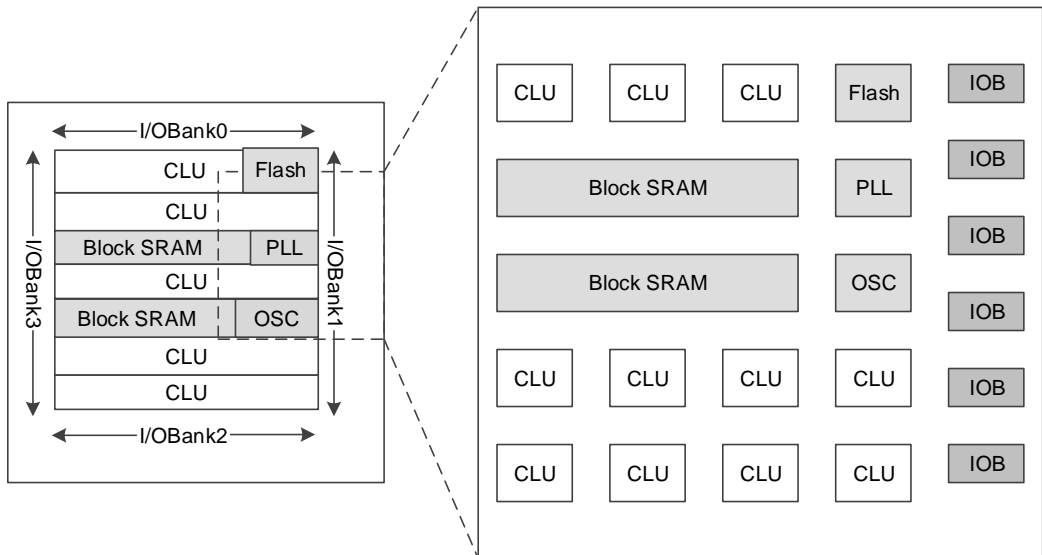 I/OBank0
CLU
Flash
CLU
Block SRAM
PLL
CLU
Block SRAM
OSC
CLU
CLU
I/OBank3
I/OBank1
I/OBank2
CLU
CLU
CLU
Flash
IOB
IOB
Block SRAM
PLL
IOB
Block SRAM
OSC
IOB
CLU
CLU
CLU
CLU
IOB
CLU
CLU
CLU
CLU
IOB